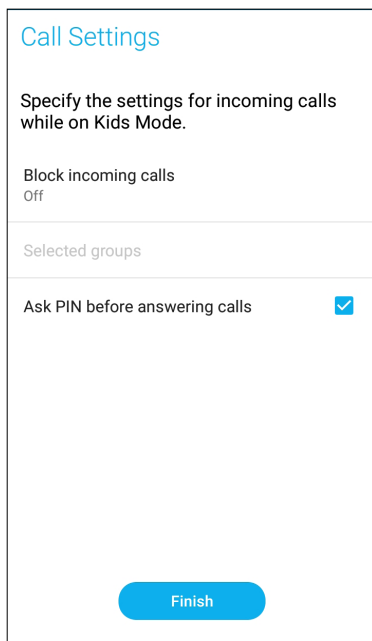 Call Settings
Specify the settings for incoming calls
while on Kids Mode.
Block incoming calls
Off
Selected groups
Ask PIN before answering calls
Finish